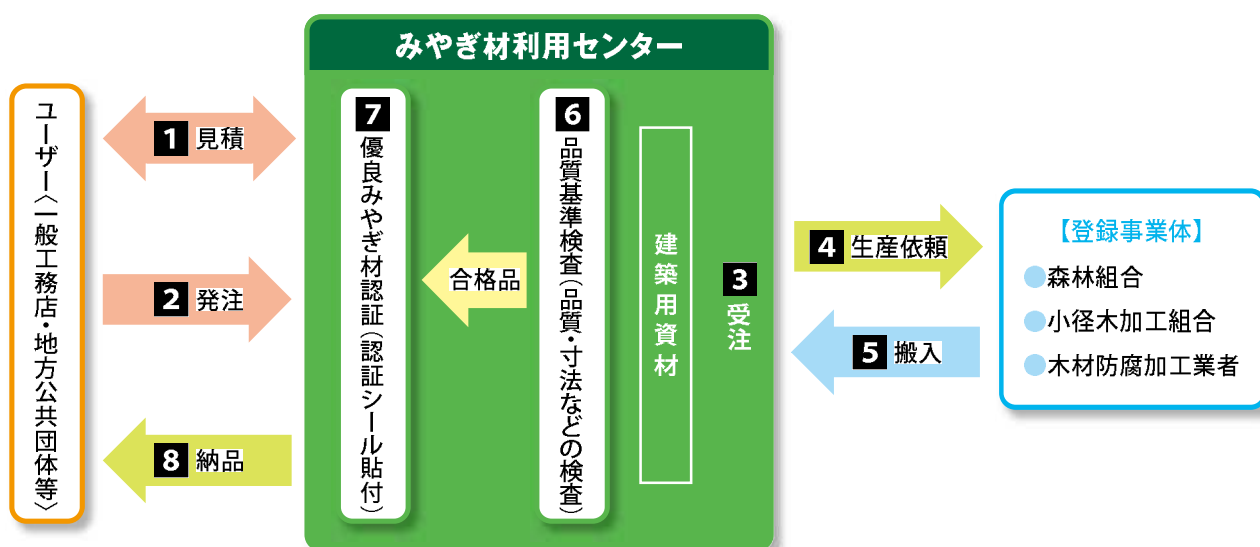 みやぎ材利用センター
ユーザー〈一般工務店・地方公共団体等〉
1 見積
2 発注
8 納品
7 優良みやぎ材認証(認証シール貼付)
合格品
6 品質基準検査(品質・寸法などの検査)
建築用資材
3 受注
4 生産依頼
5 搬入
【登録事業体】
●森林組合
●小径木加工組合
●木材防腐加工業者